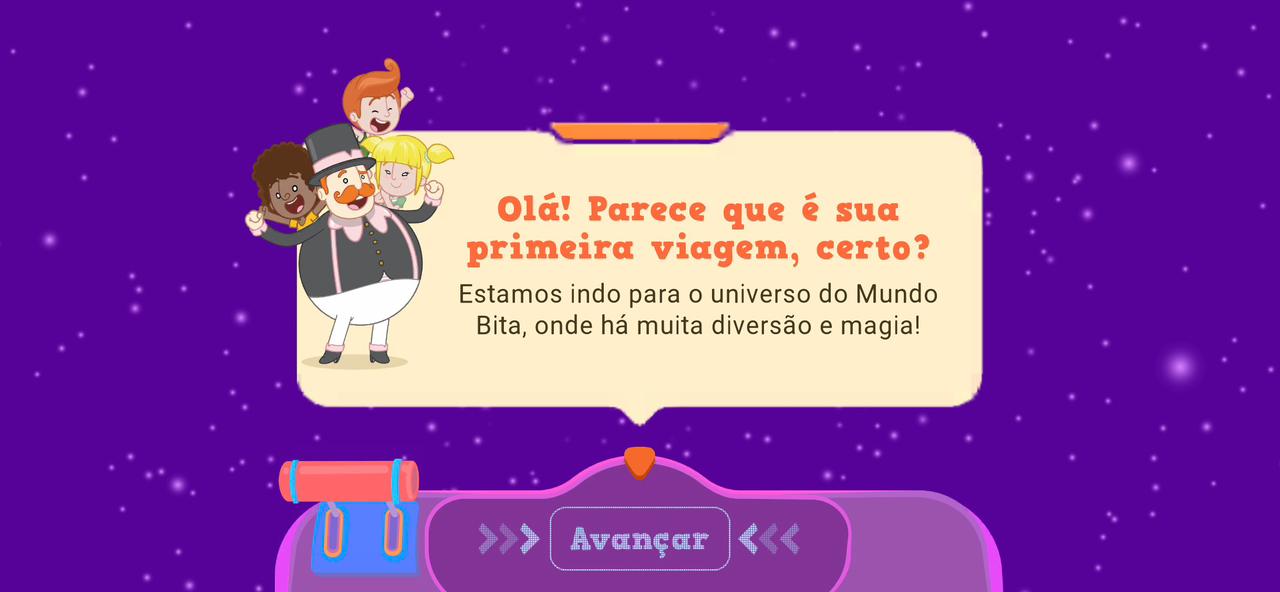 Olá! Parece que é sua
primeira viagem, certo?
Estamos indo para o universo do Mundo
Bita, onde há muita diversão e magia!
Avançar